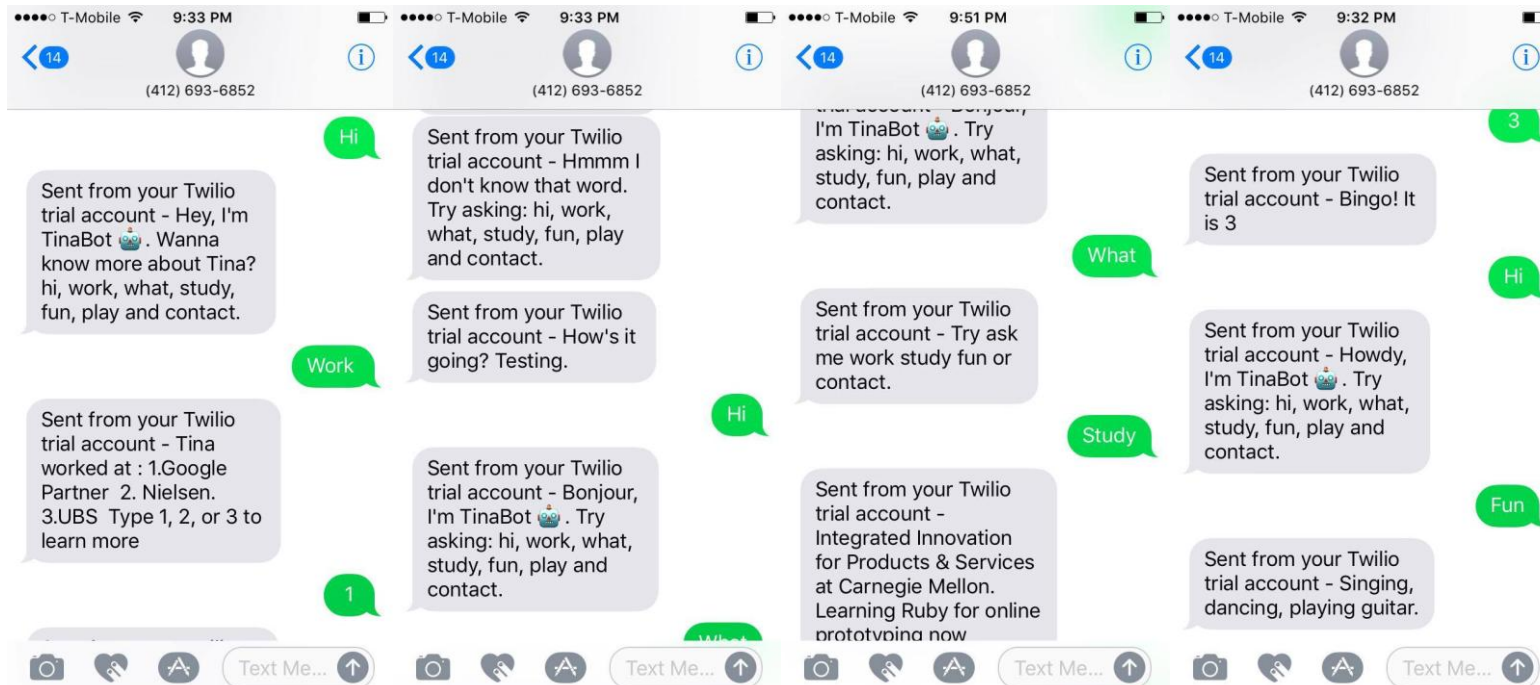 T-Mobile 9:33 PM
14
(412) 693-6852
Hi
Sent from your Twilio
trial account - Hey, I'm
TinaBot 🤖. Wanna
know more about Tina?
hi, work, what, study,
fun, play and contact.
Work
Sent from your Twilio
trial account - Tina
worked at : 1.Google
Partner 2. Nielsen.
3.UBS Type 1, 2, or 3 to
learn more
1
Text Me...
T-Mobile 9:33 PM
14
(412) 693-6852
Sent from your Twilio
trial account - Hmmm I
don't know that word.
Try asking: hi, work,
what, study, fun, play
and contact.
Sent from your Twilio
trial account - How's it
going? Testing.
Hi
Sent from your Twilio
trial account - Bonjour,
I'm TinaBot 🤖. Try
asking: hi, work, what,
study, fun, play and
contact.
What
Text Me...
T-Mobile 9:51 PM
14
(412) 693-6852
trial account - Bonjour,
I'm TinaBot 🤖. Try
asking: hi, work, what,
study, fun, play and
contact.
What
Sent from your Twilio
trial account - Try ask
me work study fun or
contact.
Study
Sent from your Twilio
trial account -
Integrated Innovation
for Products & Services
at Carnegie Mellon.
Learning Ruby for online
prototyping now
Text Me...
T-Mobile 9:32 PM
14
(412) 693-6852
3
Sent from your Twilio
trial account - Bingo! It
is 3
Hi
Sent from your Twilio
trial account - Howdy,
I'm TinaBot 🤖. Try
asking: hi, work, what,
study, fun, play and
contact.
Fun
Sent from your Twilio
trial account - Singing,
dancing, playing guitar.
Text Me...